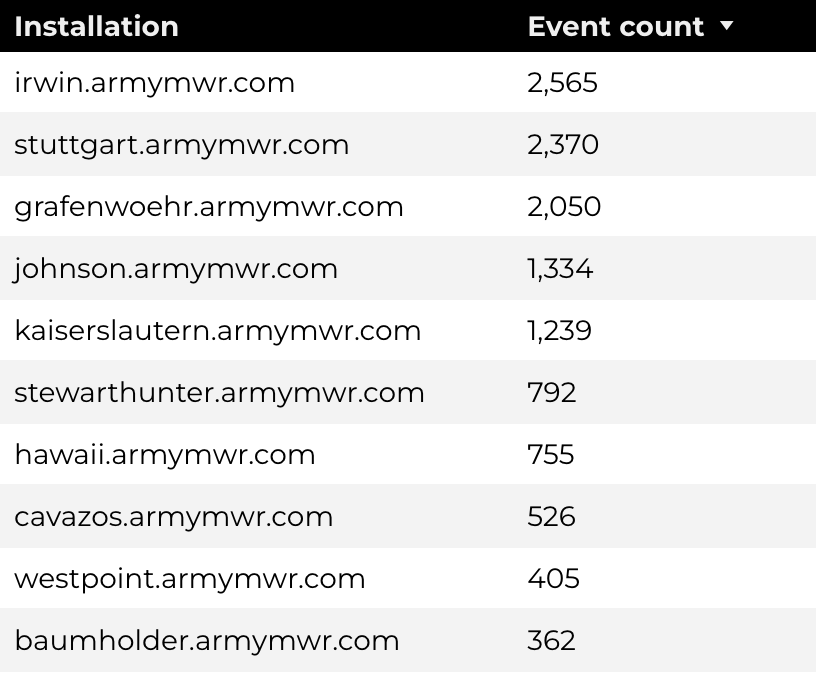 Installation Event count ▼
irwin.armymwr.com 2,565
stuttgart.armymwr.com 2,370
grafenwoehr.armymwr.com 2,050
johnson.armymwr.com 1,334
kaiserslautern.armymwr.com 1,239
stewarthunter.armymwr.com 792
hawaii.armymwr.com 755
cavazos.armymwr.com 526
westpoint.armymwr.com 405
baumholder.armymwr.com 362